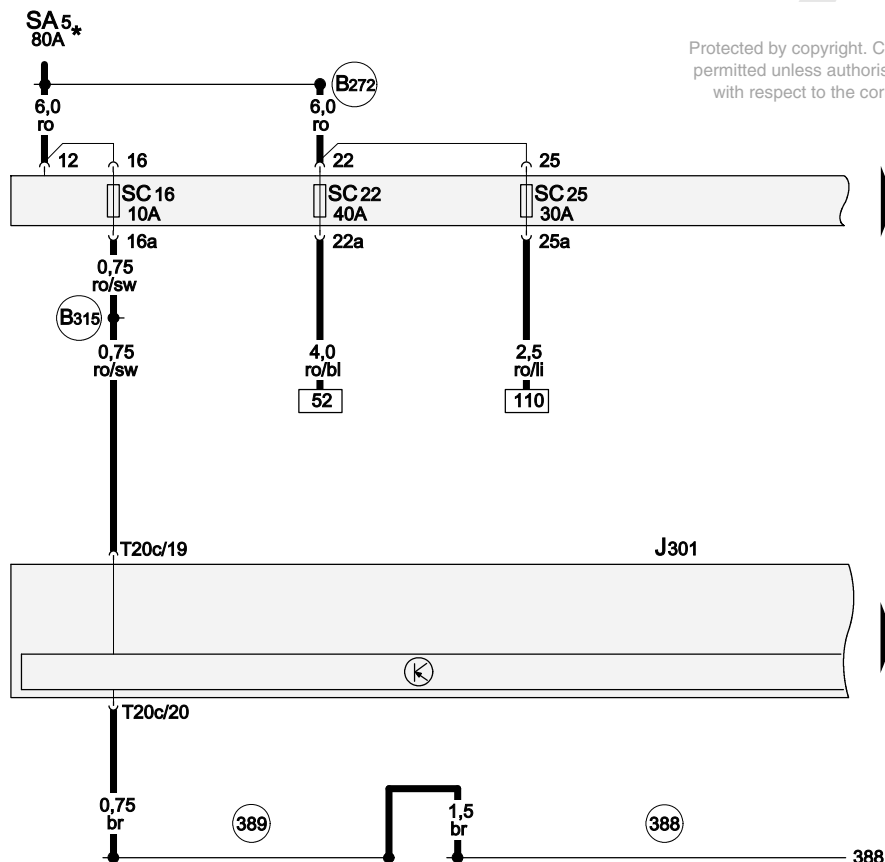 SA5*
80A
Protected by copyright. C
permitted unless authoris
with respect to the cor
B272
6,0
ro
6,0
ro
12
16
22
25
SC16
10A
SC22
40A
SC25
30A
16a
22a
25a
0,75
ro/sw
B315
0,75
ro/sw
4,0
ro/bl
2,5
ro/li
52
110
T20c/19
J301
T20c/20
0,75
br
389
1,5
br
388
388